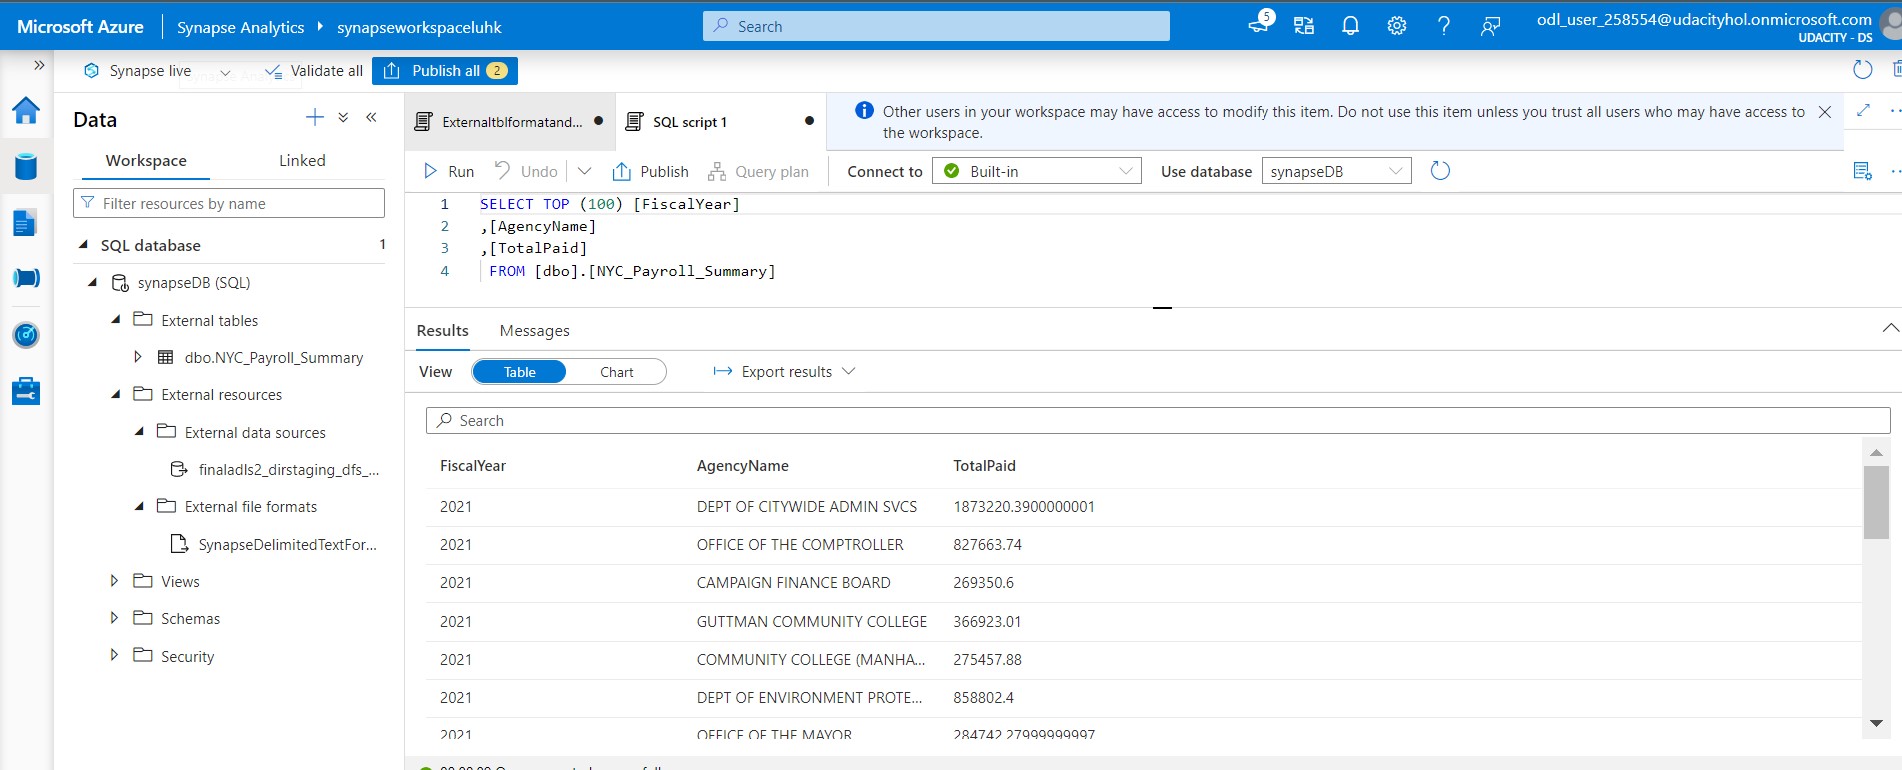 Microsoft Azure
Synapse Analytics
synapseworkspaceluhk
Search
5
odl_user_258554@udacityhol.onmicrosoft.com
UDACITY - DS
Synapse live
Validate all
Publish all 2
Data
Workspace
Linked
Filter resources by name
SQL database 1
synapseDB (SQL)
External tables
dbo.NYC_Payroll_Summary
External resources
External data sources
finaladls2_dirstaging_dfs_...
External file formats
SynapseDelimitedTextFor...
Views
Schemas
Security
Externaltblformatand...
SQL script 1
Other users in your workspace may have access to modify this item. Do not use this item unless you trust all users who may have access to
the workspace.
Run
Undo
Publish
Query plan
Connect to
Built-in
Use database
synapseDB
1 SELECT TOP (100) [FiscalYear]
2 ,[AgencyName]
3 ,[TotalPaid]
4 FROM [dbo].[NYC_Payroll_Summary]
Results
Messages
View
Table
Chart
Export results
Search
FiscalYear AgencyName TotalPaid
2021 DEPT OF CITYWIDE ADMIN SVCS 1873220.3900000001
2021 OFFICE OF THE COMPTROLLER 827663.74
2021 CAMPAIGN FINANCE BOARD 269350.6
2021 GUTTMAN COMMUNITY COLLEGE 366923.01
2021 COMMUNITY COLLEGE (MANHA... 275457.88
2021 DEPT OF ENVIRONMENT PROTE... 858802.4
2021 OFFICE OF THE MAYOR 284742.27999999997